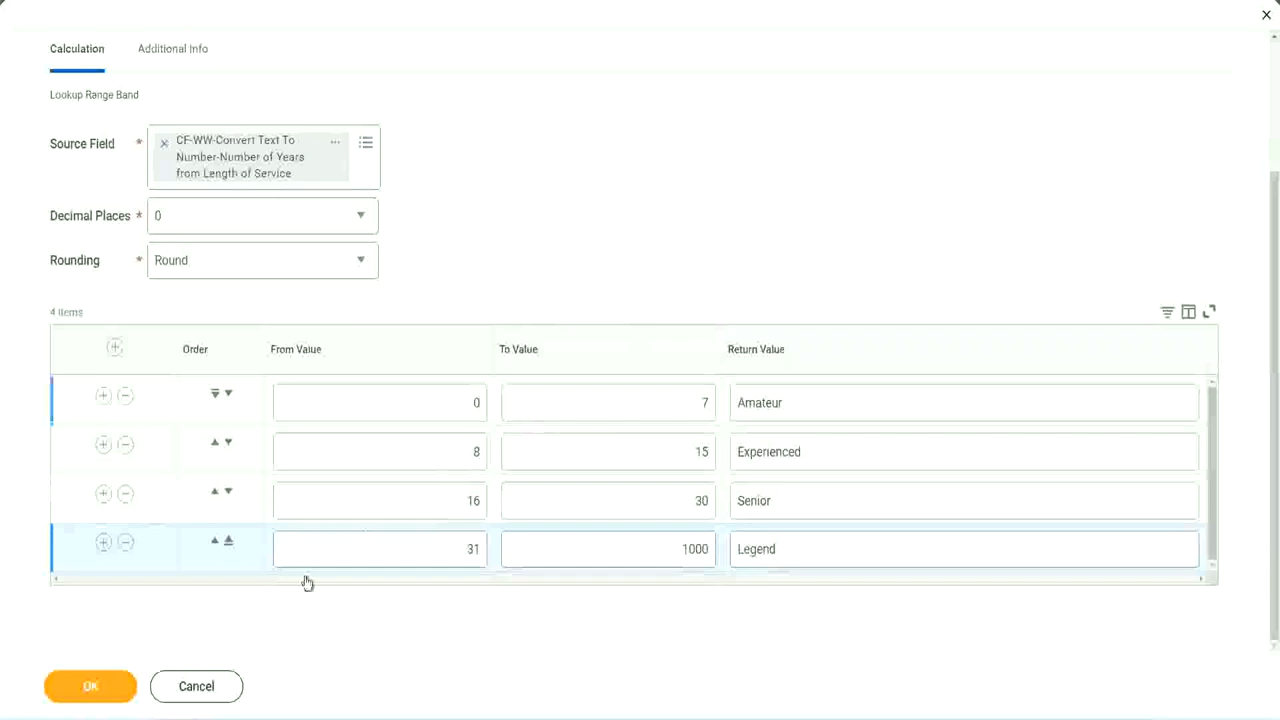 Calculation Additional Info
Lookup Range Band
Source Field * CF-WW-Convert Text To
Number-Number of Years
from Length of Service
Decimal Places * 0
Rounding * Round
4 items
Order From Value To Value Return Value
0 7 Amateur
8 15 Experienced
16 30 Senior
31 1000 Legend
OK Cancel